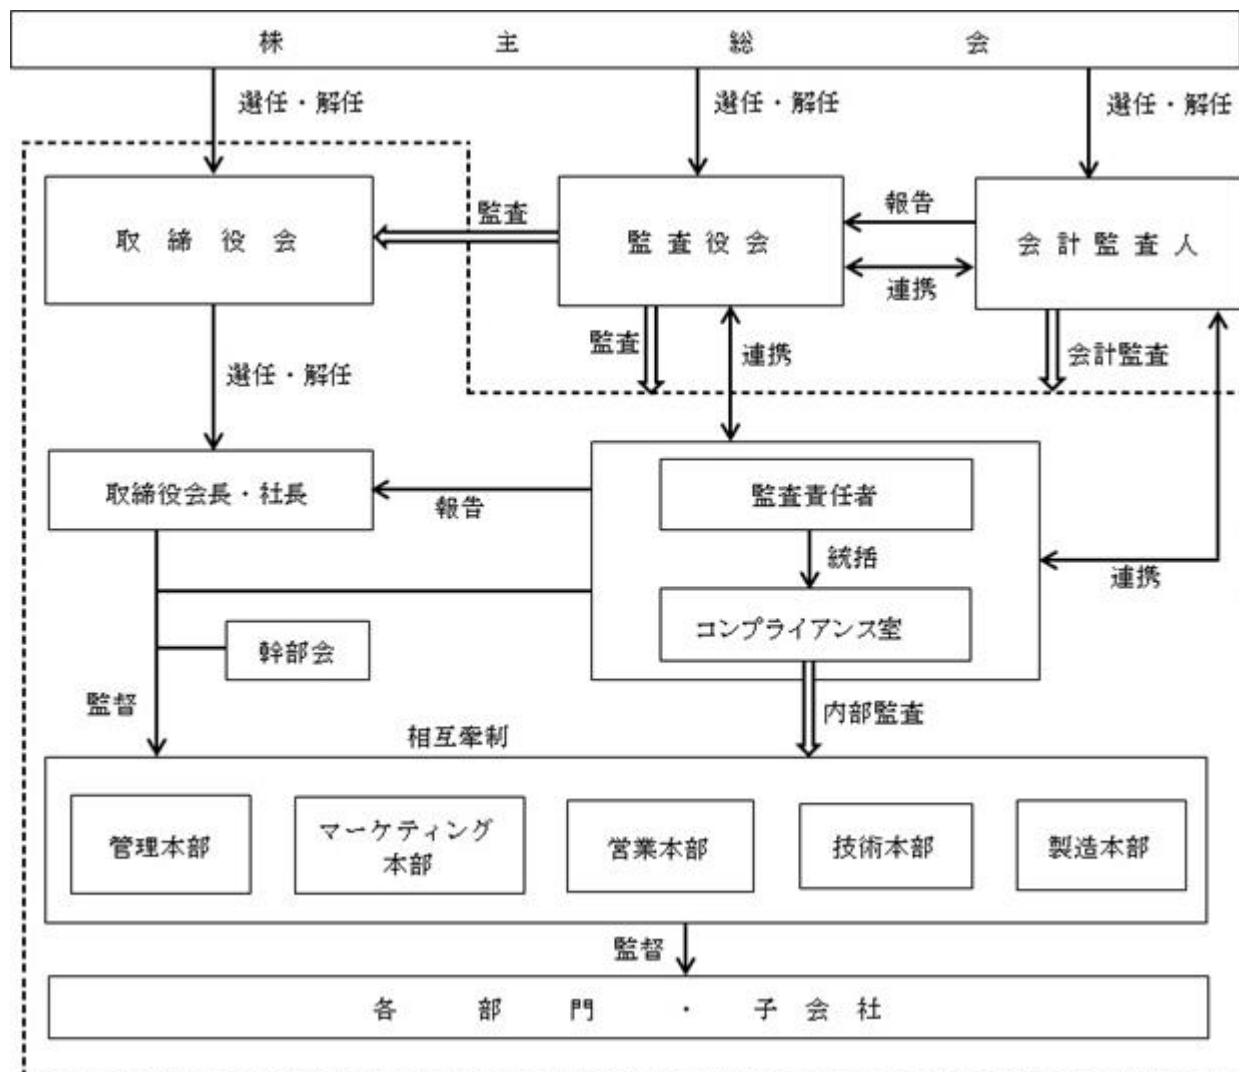 株主総会
選任・解任
選任・解任
選任・解任
取締役会
監査
監査役会
報告
連携
会計監査人
監査
連携
会計監査
選任・解任
取締役会長・社長
報告
監査責任者
統括
コンプライアンス室
連携
幹部会
監督
内部監査
相互牽制
管理本部
マーケティング
本部
営業本部
技術本部
製造本部
監督
各部門・子会社